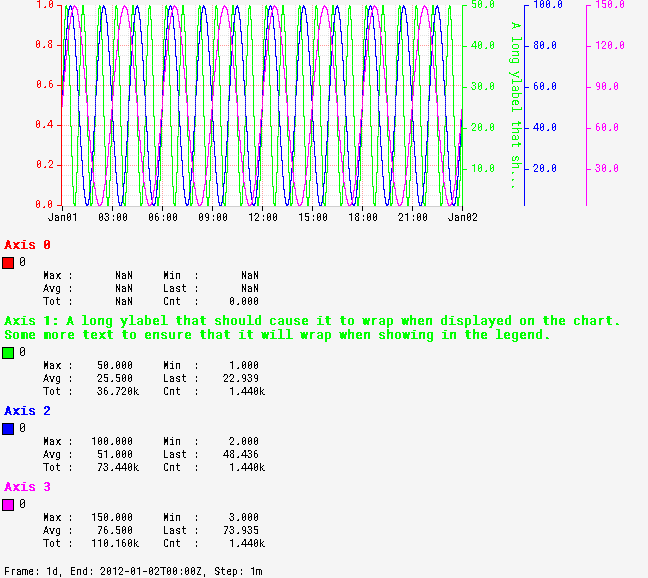 1.0
0.8
0.6
0.4
0.2
0.0
Jan01 03:00 06:00 09:00 12:00 15:00 18:00 21:00 Jan02
50.0
40.0
30.0
20.0
10.0
A long ylabel that sh...
100.0
80.0
60.0
40.0
20.0
150.0
120.0
90.0
60.0
30.0
Axis 0
0
Max : NaN Min : NaN
Avg : NaN Last : NaN
Tot : NaN Cnt : 0.000
Axis 1: A long ylabel that should cause it to wrap when displayed on the chart.
Some more text to ensure that it will wrap when showing in the legend.
0
Max : 50.000 Min : 1.000
Avg : 25.500 Last : 22.939
Tot : 36.720k Cnt : 1.440k
Axis 2
0
Max : 100.000 Min : 2.000
Avg : 51.000 Last : 48.436
Tot : 73.440k Cnt : 1.440k
Axis 3
0
Max : 150.000 Min : 3.000
Avg : 76.500 Last : 73.935
Tot : 110.160k Cnt : 1.440k
Frame: 1d, End: 2012-01-02T00:00Z, Step: 1m